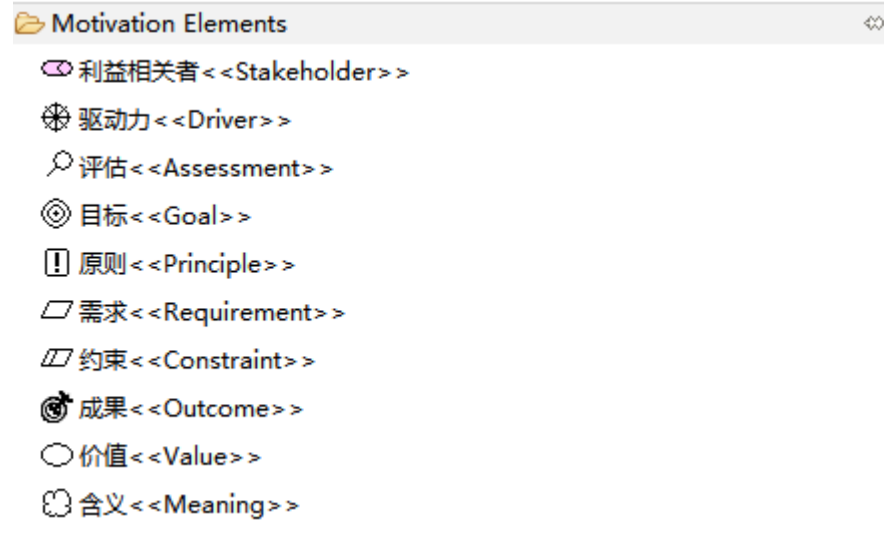 Motivation Elements
利益相关者<<Stakeholder>>
驱动力<<Driver>>
评估<<Assessment>>
目标<<Goal>>
原则<<Principle>>
需求<<Requirement>>
约束<<Constraint>>
成果<<Outcome>>
价值<<Value>>
含义<<Meaning>>